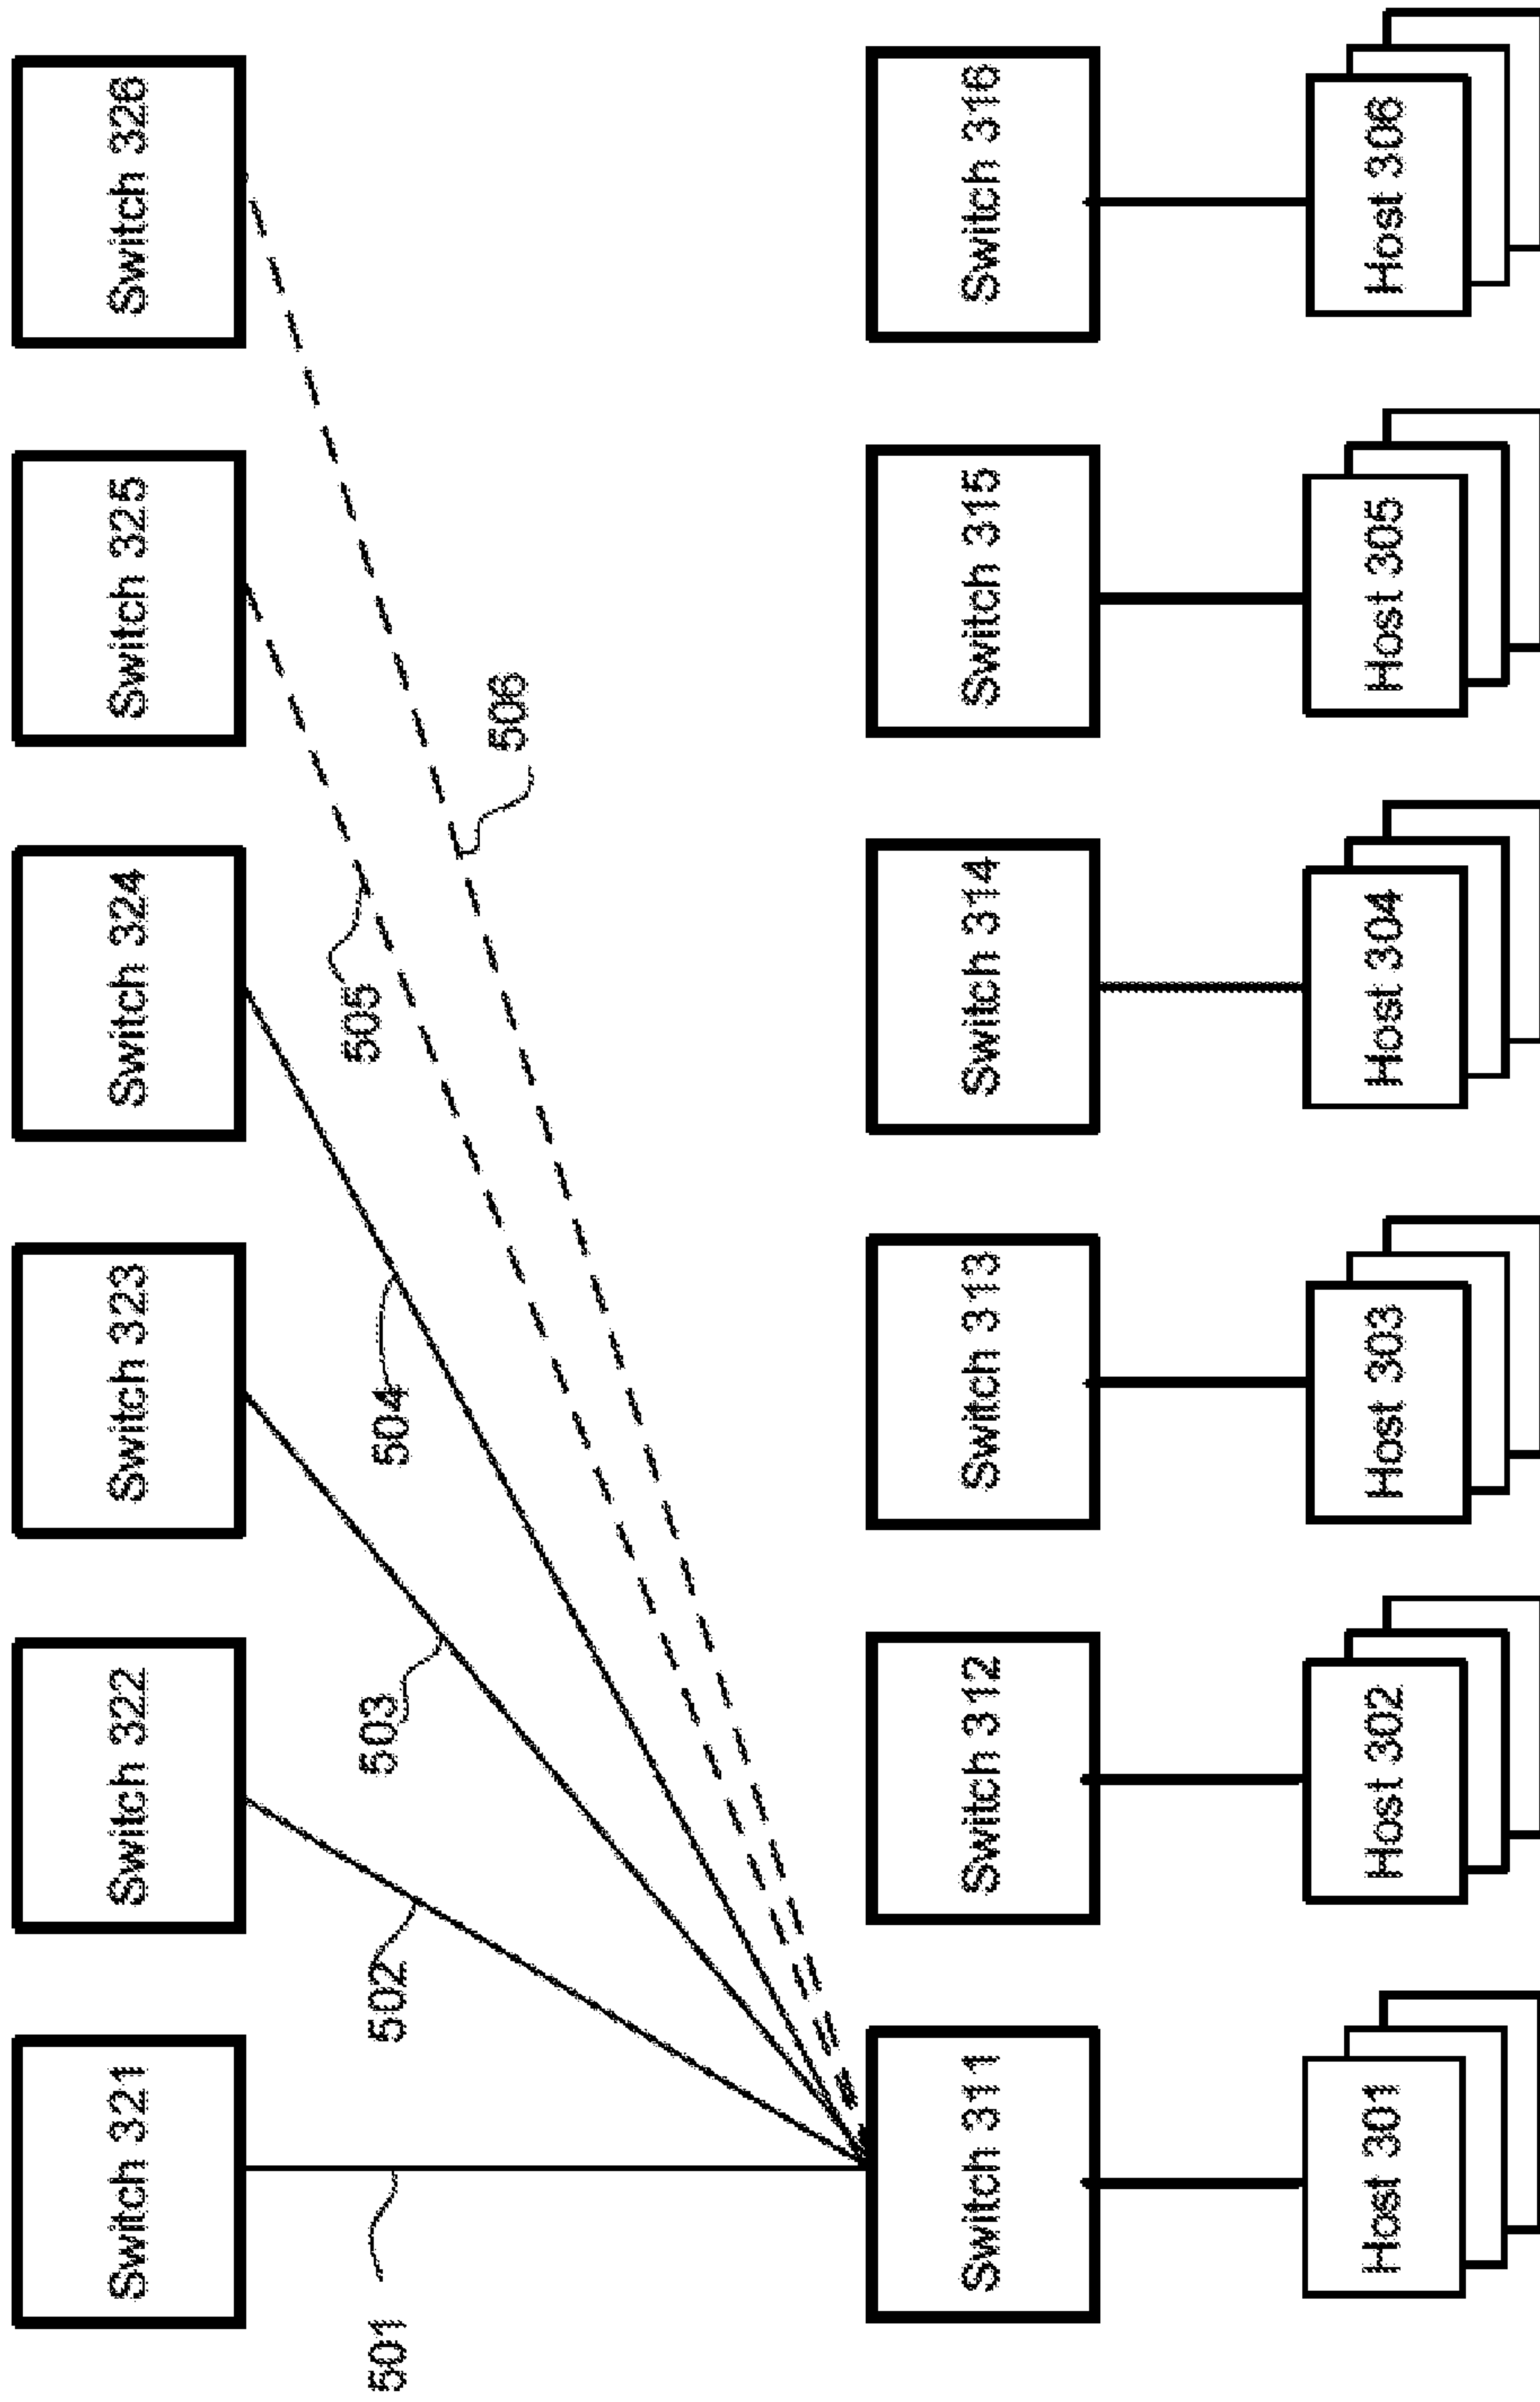 Switch 321
Switch 322
Switch 323
Switch 324
Switch 325
Switch 326
501
502
503
504
505
506
Switch 311
Switch 312
Switch 313
Switch 314
Switch 315
Switch 316
Host 301
Host 302
Host 303
Host 304
Host 305
Host 306